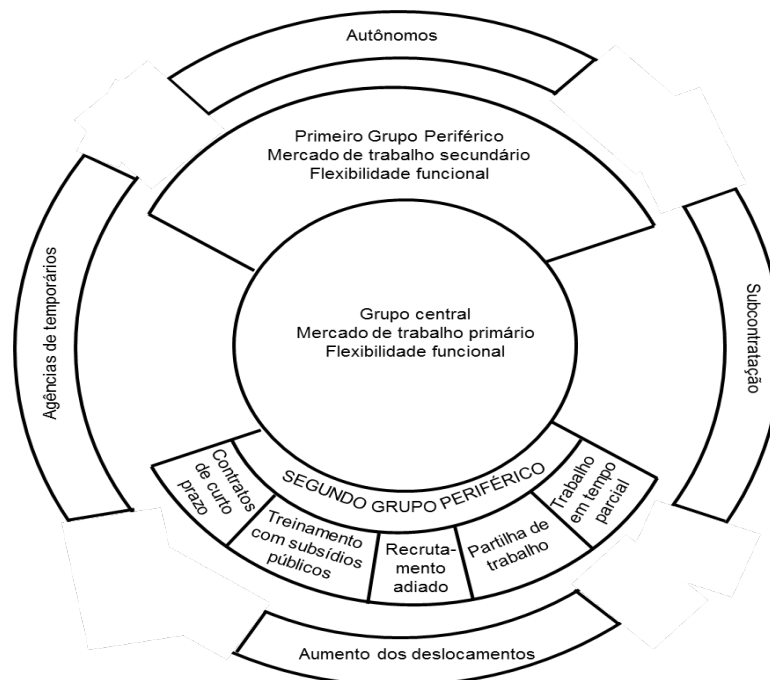 Autônomos
Primeiro Grupo Periférico
Mercado de trabalho secundário
Flexibilidade funcional
Agências de temporários
Grupo central
Mercado de trabalho primário
Flexibilidade funcional
Subcontratação
SEGUNDO GRUPO PERIFÉRICO
Contratos
de curto
prazo
Treinamento
com subsídios
públicos
Recruta-
mento
adiado
Partilha de
trabalho
Trabalho
em tempo
parcial
Aumento dos deslocamentos